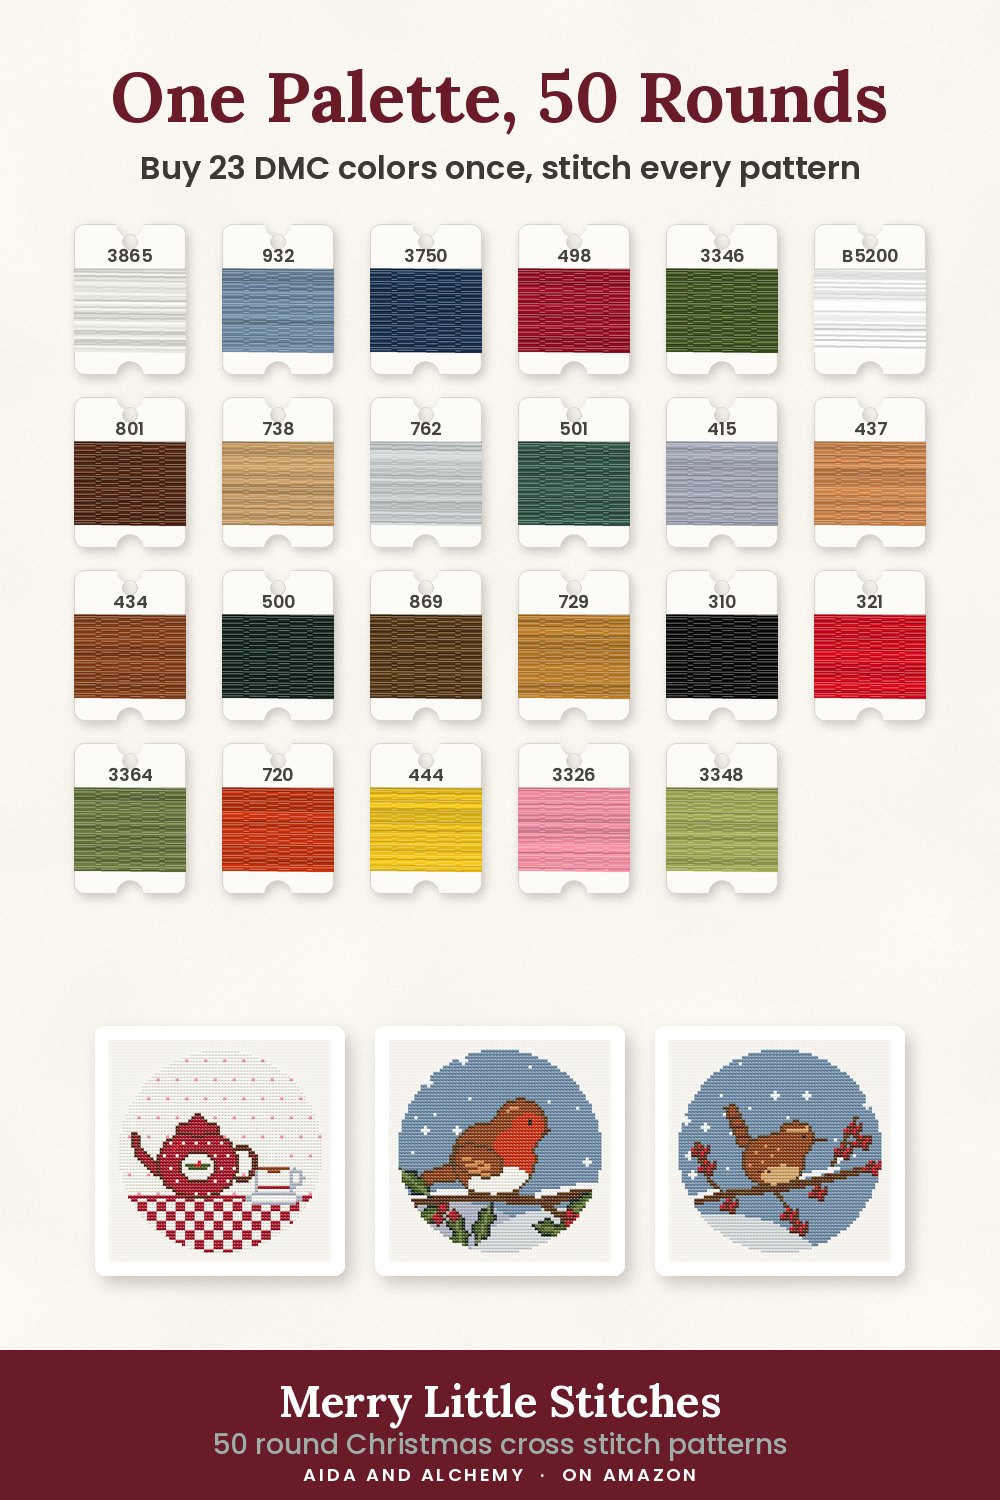 One Palette, 50 Rounds
Buy 23 DMC colors once, stitch every pattern
3865 932 3750 498 3346 B5200
801 738 762 501 415 437
434 500 869 729 310 321
3364 720 444 3326 3348
Merry Little Stitches
50 round Christmas cross stitch patterns
AIDA AND ALCHEMY · ON AMAZON